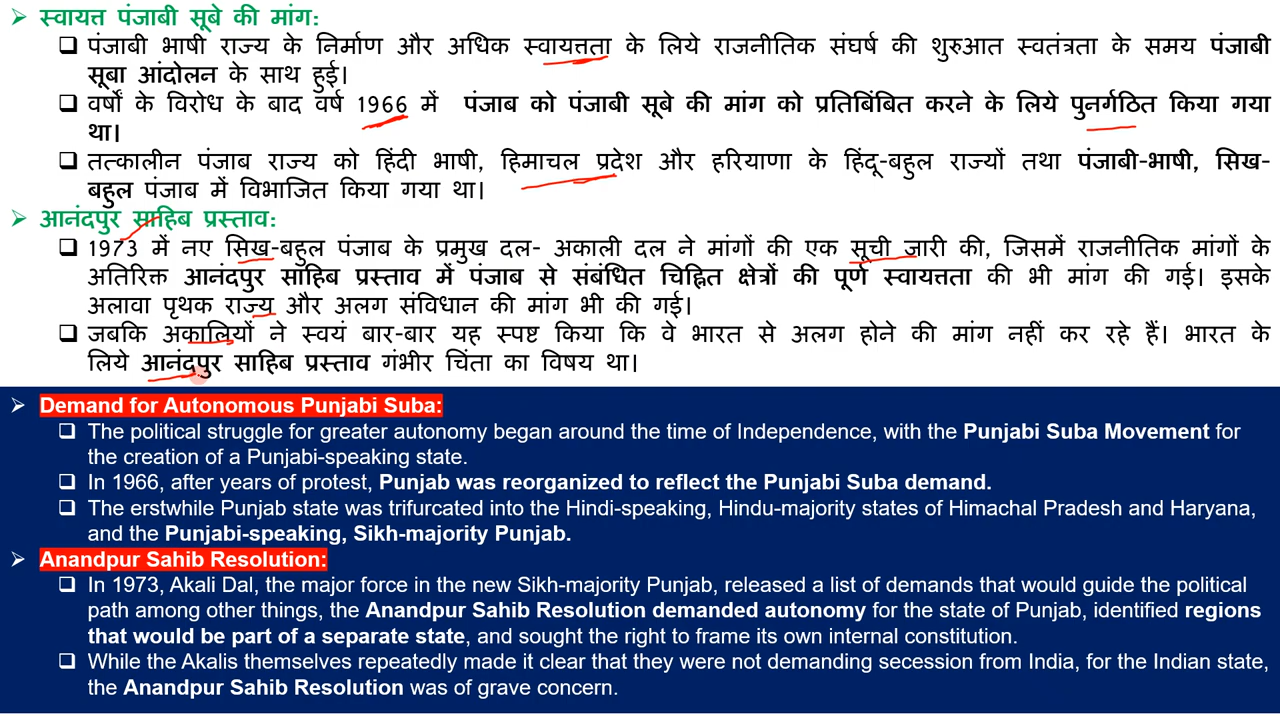 ➢ स्वायत्त पंजाबी सूबे की मांग:
❑ पंजाबी भाषी राज्य के निर्माण और अधिक स्वायत्तता के लिये राजनीतिक संघर्ष की शुरुआत स्वतंत्रता के समय पंजाबी
सूबा आंदोलन के साथ हुई।
❑ वर्षों के विरोध के बाद वर्ष 1966 में पंजाब को पंजाबी सूबे की मांग को प्रतिबिंबित करने के लिये पुनर्गठित किया गया
था।
❑ तत्कालीन पंजाब राज्य को हिंदी भाषी, हिमाचल प्रदेश और हरियाणा के हिंदू-बहुल राज्यों तथा पंजाबी-भाषी, सिख-
बहुल पंजाब में विभाजित किया गया था।
➢ आनंदपुर साहिब प्रस्ताव:
❑ 1973 में नए सिख-बहुल पंजाब के प्रमुख दल- अकाली दल ने मांगों की एक सूची जारी की, जिसमें राजनीतिक मांगों के
अतिरिक्त आनंदपुर साहिब प्रस्ताव में पंजाब से संबंधित चिह्नित क्षेत्रों की पूर्ण स्वायत्तता की भी मांग की गई। इसके
अलावा पृथक राज्य और अलग संविधान की मांग भी की गई।
❑ जबकि अकालियों ने स्वयं बार-बार यह स्पष्ट किया कि वे भारत से अलग होने की मांग नहीं कर रहे हैं। भारत के
लिये आनंदपुर साहिब प्रस्ताव गंभीर चिंता का विषय था।
➢ Demand for Autonomous Punjabi Suba:
❑ The political struggle for greater autonomy began around the time of Independence, with the Punjabi Suba Movement for
the creation of a Punjabi-speaking state.
❑ In 1966, after years of protest, Punjab was reorganized to reflect the Punjabi Suba demand.
❑ The erstwhile Punjab state was trifurcated into the Hindi-speaking, Hindu-majority states of Himachal Pradesh and Haryana,
and the Punjabi-speaking, Sikh-majority Punjab.
➢ Anandpur Sahib Resolution:
❑ In 1973, Akali Dal, the major force in the new Sikh-majority Punjab, released a list of demands that would guide the political
path among other things, the Anandpur Sahib Resolution demanded autonomy for the state of Punjab, identified regions
that would be part of a separate state, and sought the right to frame its own internal constitution.
❑ While the Akalis themselves repeatedly made it clear that they were not demanding secession from India, for the Indian state,
the Anandpur Sahib Resolution was of grave concern.